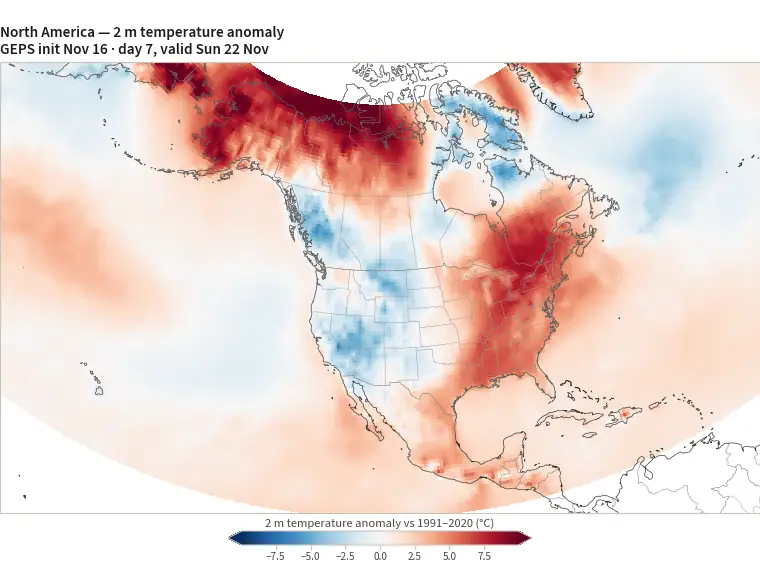 North America — 2 m temperature anomaly
GEPS init Nov 16 · day 7, valid Sun 22 Nov
2 m temperature anomaly vs 1991–2020 (°C)
−7.5 −5.0 −2.5 0.0 2.5 5.0 7.5